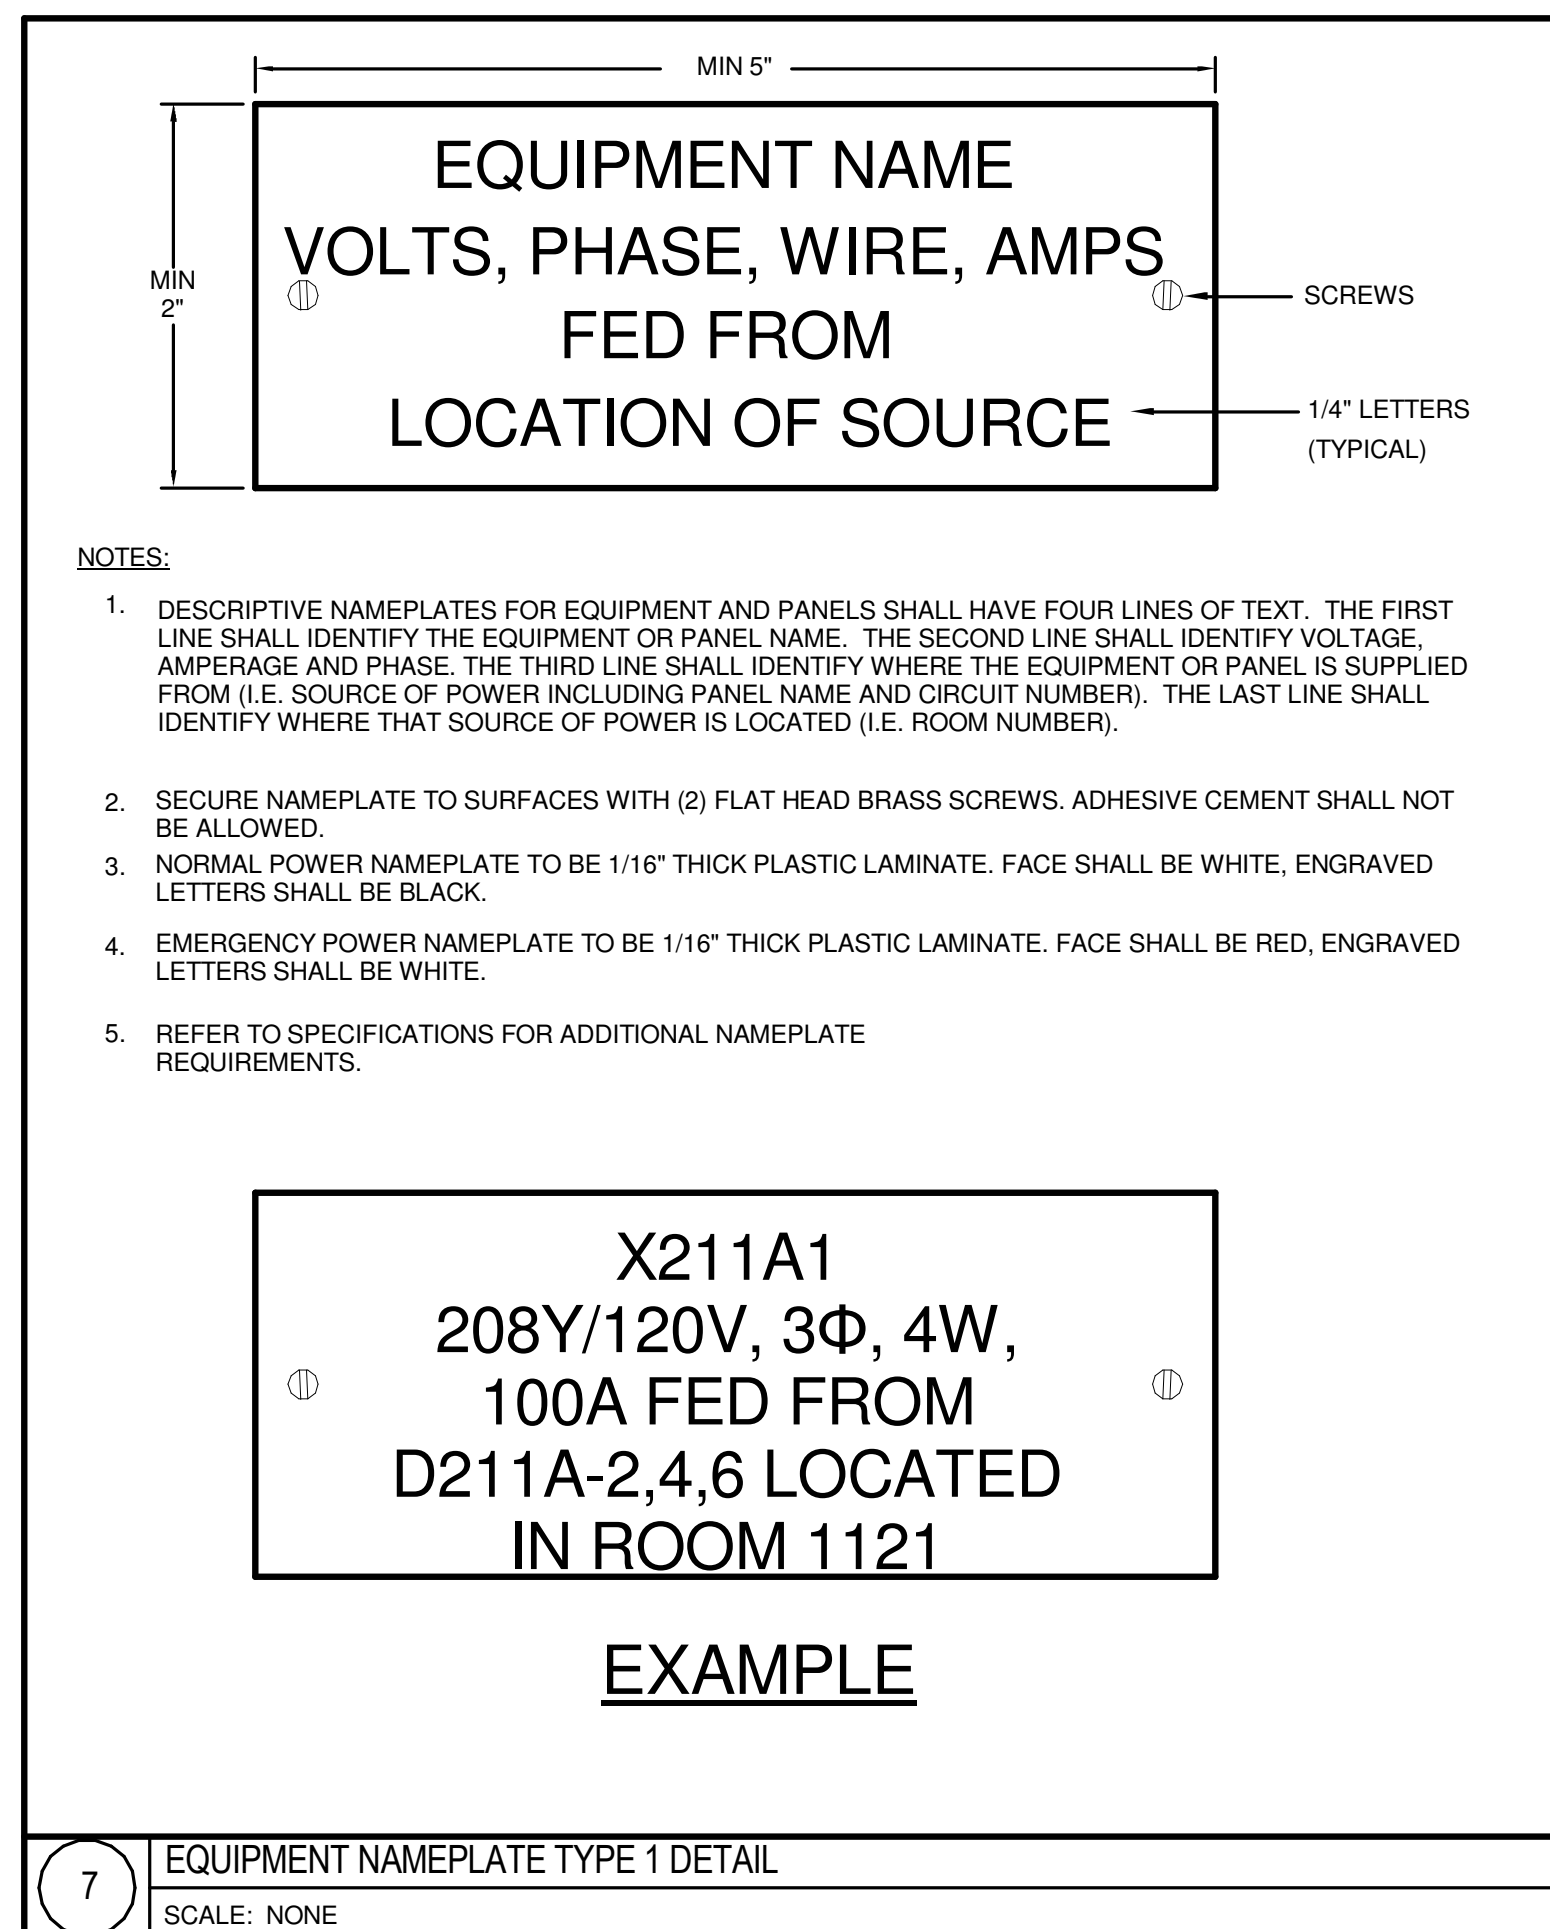 MIN 5"
EQUIPMENT NAME
VOLTS, PHASE, WIRE, AMPS
FED FROM
LOCATION OF SOURCE
MIN
2"
SCREWS
1/4" LETTERS
(TYPICAL)
NOTES:
1. DESCRIPTIVE NAMEPLATES FOR EQUIPMENT AND PANELS SHALL HAVE FOUR LINES OF TEXT. THE FIRST
LINE SHALL IDENTIFY THE EQUIPMENT OR PANEL NAME. THE SECOND LINE SHALL IDENTIFY VOLTAGE,
AMPERAGE AND PHASE. THE THIRD LINE SHALL IDENTIFY WHERE THE EQUIPMENT OR PANEL IS SUPPLIED
FROM (I.E. SOURCE OF POWER INCLUDING PANEL NAME AND CIRCUIT NUMBER). THE LAST LINE SHALL
IDENTIFY WHERE THAT SOURCE OF POWER IS LOCATED (I.E. ROOM NUMBER).
2. SECURE NAMEPLATE TO SURFACES WITH (2) FLAT HEAD BRASS SCREWS. ADHESIVE CEMENT SHALL NOT
BE ALLOWED.
3. NORMAL POWER NAMEPLATE TO BE 1/16" THICK PLASTIC LAMINATE. FACE SHALL BE WHITE, ENGRAVED
LETTERS SHALL BE BLACK.
4. EMERGENCY POWER NAMEPLATE TO BE 1/16" THICK PLASTIC LAMINATE. FACE SHALL BE RED, ENGRAVED
LETTERS SHALL BE WHITE.
5. REFER TO SPECIFICATIONS FOR ADDITIONAL NAMEPLATE
REQUIREMENTS.
X211A1
208Y/120V, 3Φ, 4W,
100A FED FROM
D211A-2,4,6 LOCATED
IN ROOM 1121
EXAMPLE
7
EQUIPMENT NAMEPLATE TYPE 1 DETAIL
SCALE: NONE